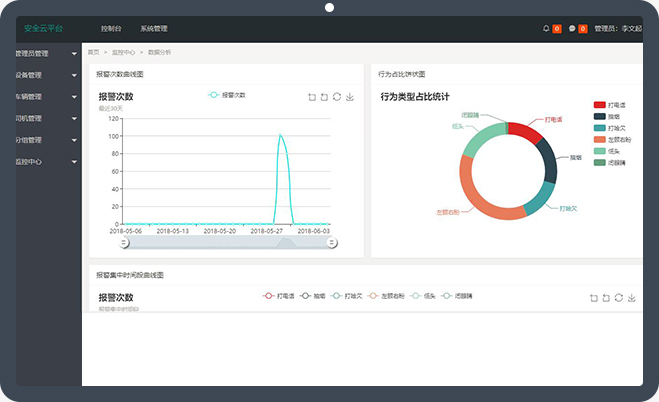 安全云平台 控制台 系统管理 0 0 管理员：李文起
管理员管理
设备管理
车辆管理
司机管理
分组管理
监控中心
首页 > 监控中心 > 数据分析
报警次数曲线图
报警次数
最近30天
报警次数
120
100
80
60
40
20
0
2018-05-06 2018-05-13 2018-05-20 2018-05-27 2018-06-03
行为占比饼状图
行为类型占比统计
打电话
抽烟
打哈欠
左顾右盼
低头
闭眼睛
打电话
抽烟
打哈欠
左顾右盼
低头
闭眼睛
报警集中时间段曲线图
报警次数
打电话 抽烟 打哈欠 左顾右盼 低头 闭眼睛